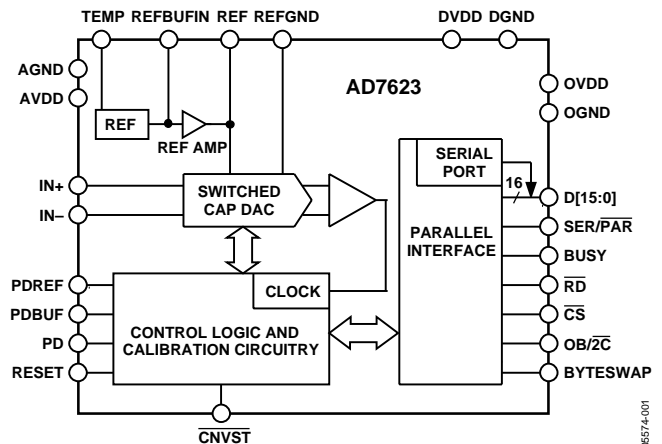 TEMP REFBUFIN REF REFGND DVDD DGND
AGND
AVDD
AD7623
OVDD
OGND
REF
REF AMP
SERIAL
PORT
16
IN+
IN–
SWITCHED
CAP DAC
D[15:0]
SER/PAR
BUSY
RD
CS
OB/2C
BYTESWAP
PARALLEL
INTERFACE
CLOCK
PDREF
PDBUF
PD
RESET
CONTROL LOGIC AND
CALIBRATION CIRCUITRY
CNVST
05574-001